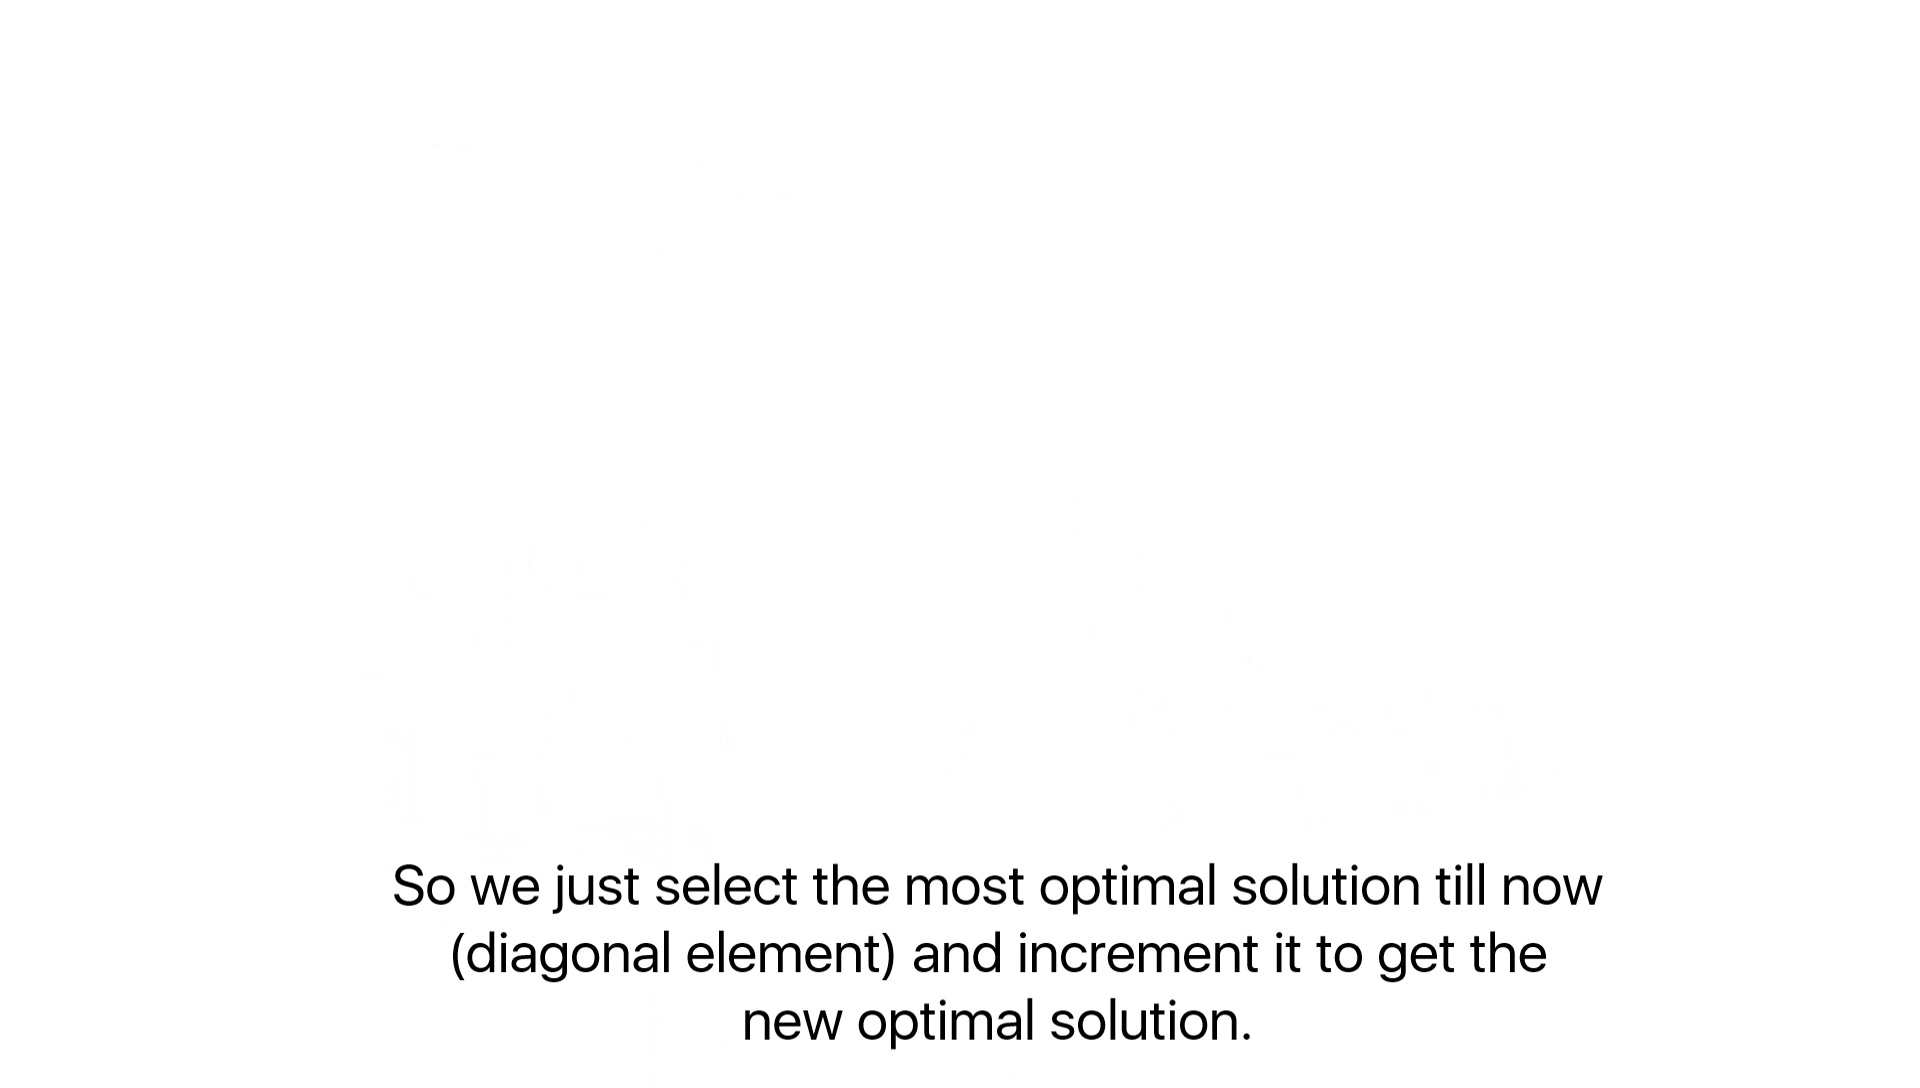 So we just select the most optimal solution till now
(diagonal element) and increment it to get the
new optimal solution.